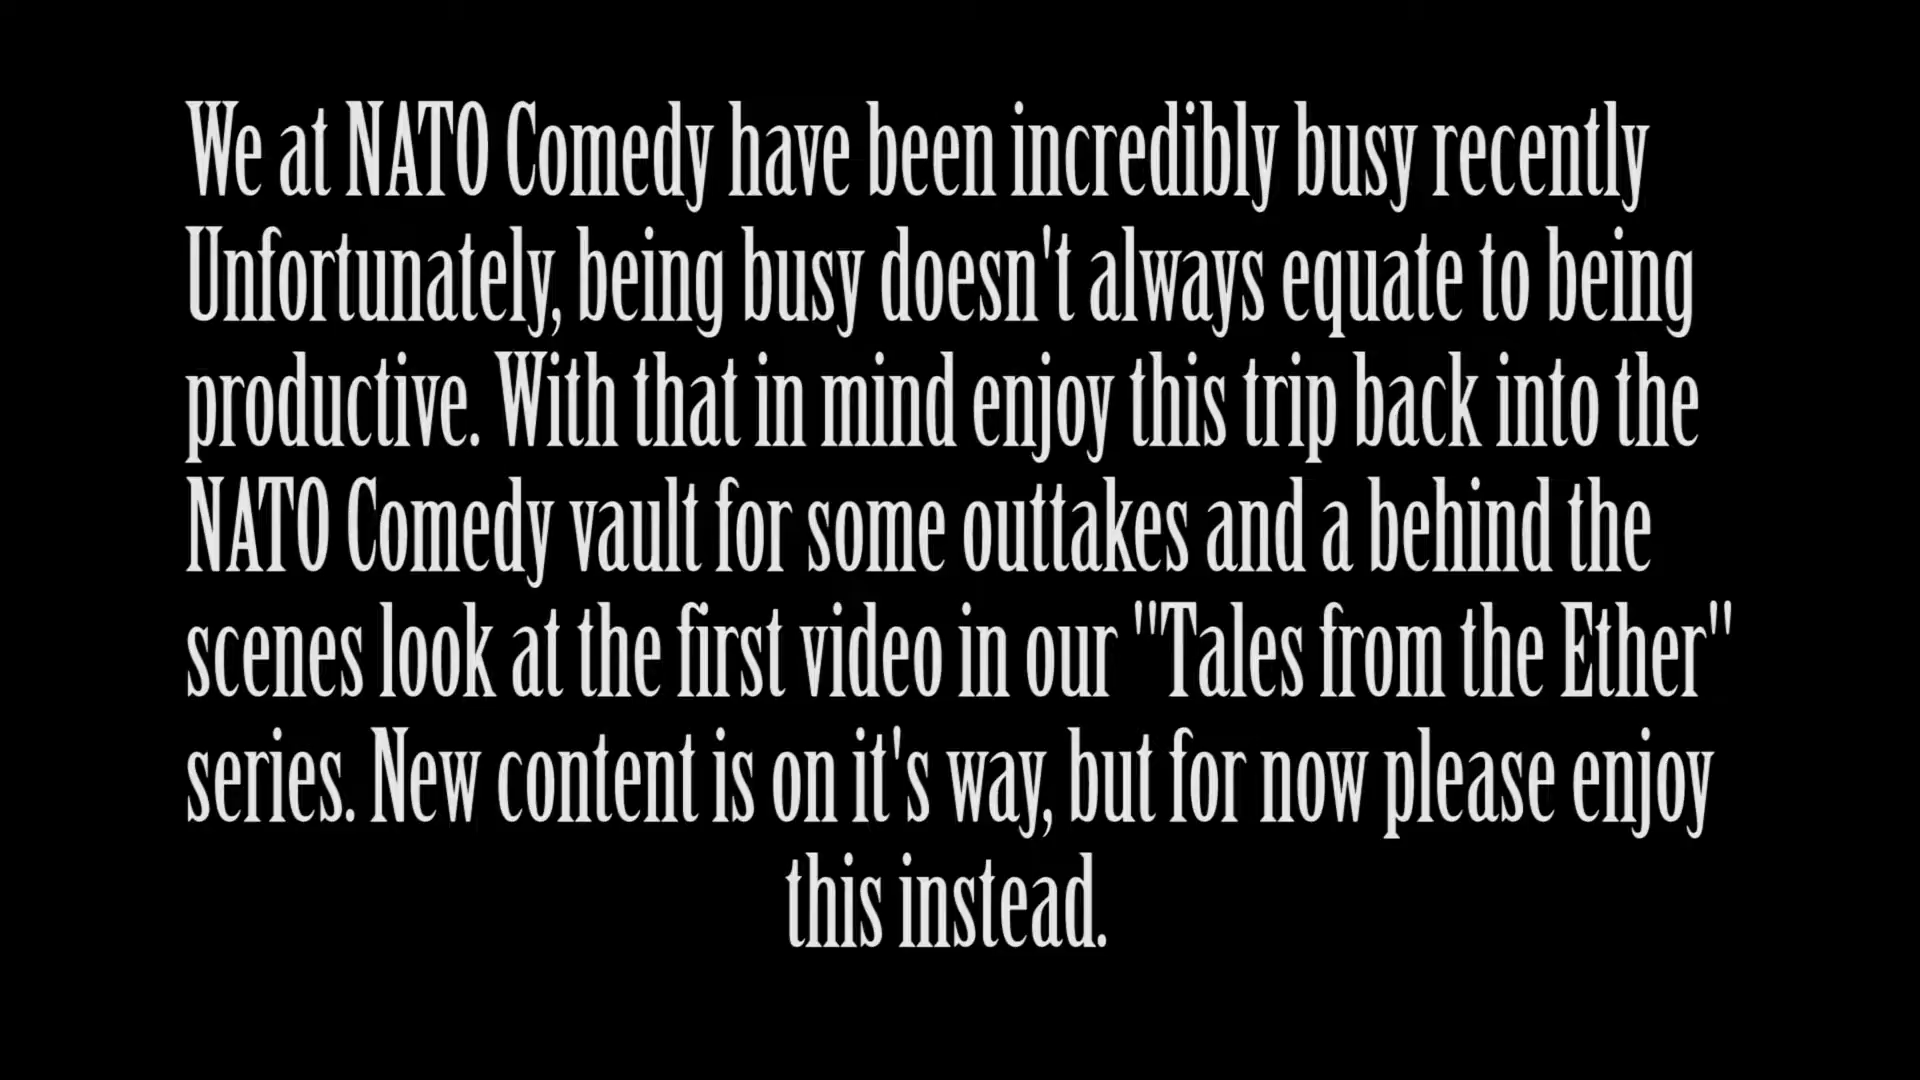 We at NATO Comedy have been incredibly busy recently
Unfortunately, being busy doesn't always equate to being
productive. With that in mind enjoy this trip back into the
NATO Comedy vault for some outtakes and a behind the
scenes look at the first video in our "Tales from the Ether"
series. New content is on it's way, but for now please enjoy
this instead.